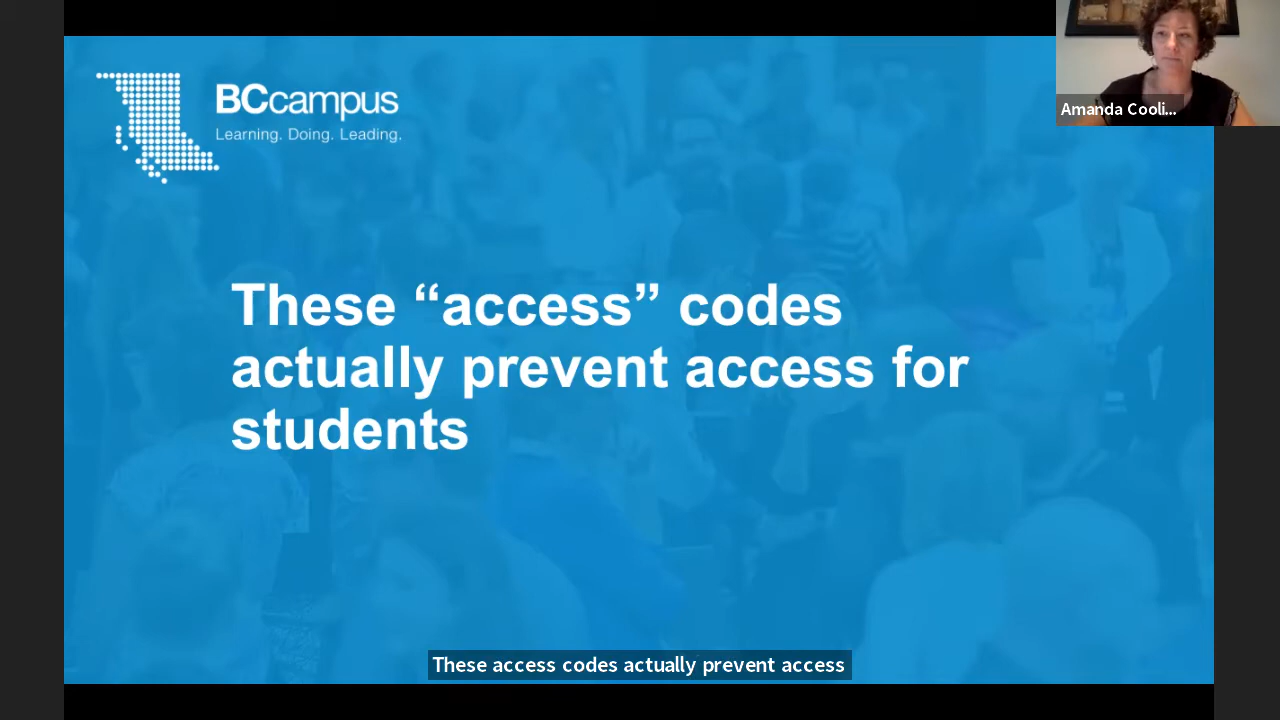 BCcampus
Learning. Doing. Leading.
Amanda Cooli...
These “access” codes
actually prevent access for
students
These access codes actually prevent access